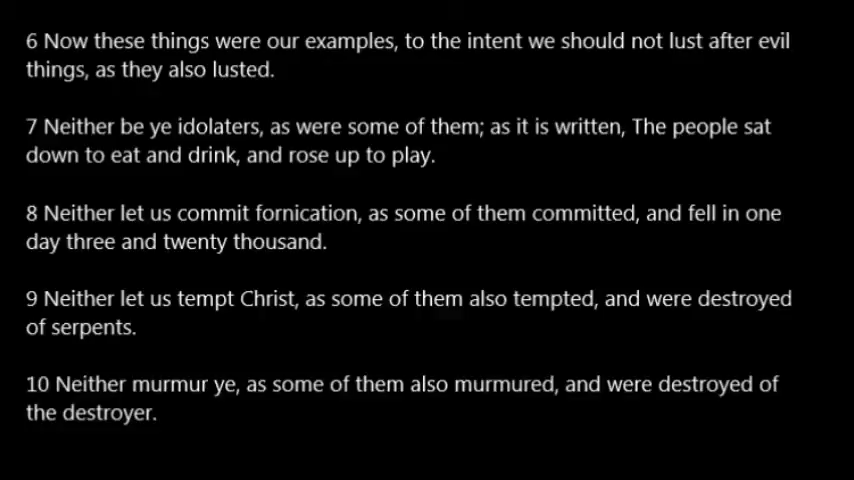 6 Now these things were our examples, to the intent we should not lust after evil
things, as they also lusted.
7 Neither be ye idolaters, as were some of them; as it is written, The people sat
down to eat and drink, and rose up to play.
8 Neither let us commit fornication, as some of them committed, and fell in one
day three and twenty thousand.
9 Neither let us tempt Christ, as some of them also tempted, and were destroyed
of serpents.
10 Neither murmur ye, as some of them also murmured, and were destroyed of
the destroyer.